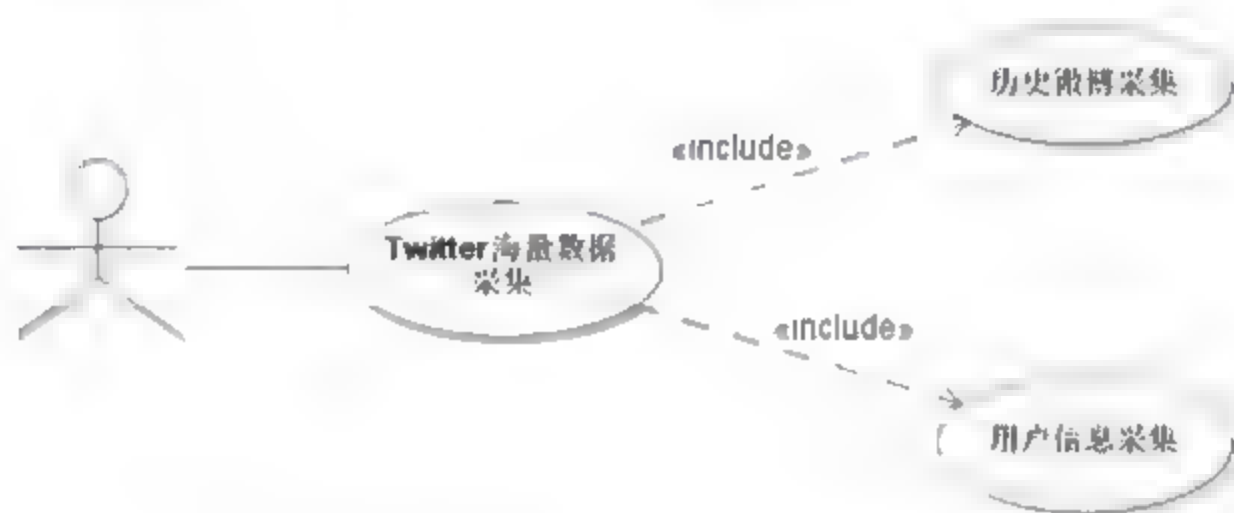 历史微博采集
«include»
Twitter海量数据
采集
«include»
用户信息采集